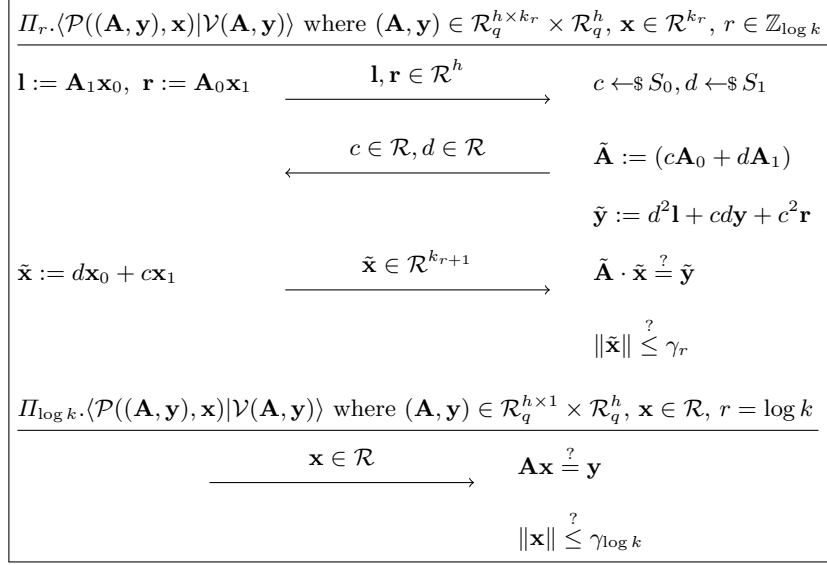 Π_r.⟨𝒫((𝐀, 𝐲), 𝐱)|𝒱(𝐀, 𝐲)⟩ where (𝐀, 𝐲) ∈ ℛ_q^{h×k_r} × ℛ_q^h, 𝐱 ∈ ℛ^{k_r}, r ∈ ℤ_{log k}
𝐥 := 𝐀_1𝐱_0, 𝐫 := 𝐀_0𝐱_1 𝐥, 𝐫 ∈ ℛ^h c ←$ S_0, d ←$ S_1
c ∈ ℛ, d ∈ ℛ Ã := (c𝐀_0 + d𝐀_1)
ỹ := d^2𝐥 + cd𝐲 + c^2𝐫
x̃ := d𝐱_0 + c𝐱_1 x̃ ∈ ℛ^{k_{r+1}} Ã · x̃ ≟ ỹ
‖x̃‖ ≤^? γ_r
Π_{log k}.⟨𝒫((𝐀, 𝐲), 𝐱)|𝒱(𝐀, 𝐲)⟩ where (𝐀, 𝐲) ∈ ℛ_q^{h×1} × ℛ_q^h, 𝐱 ∈ ℛ, r = log k
𝐱 ∈ ℛ 𝐀𝐱 ≟ 𝐲
‖𝐱‖ ≤^? γ_{log k}